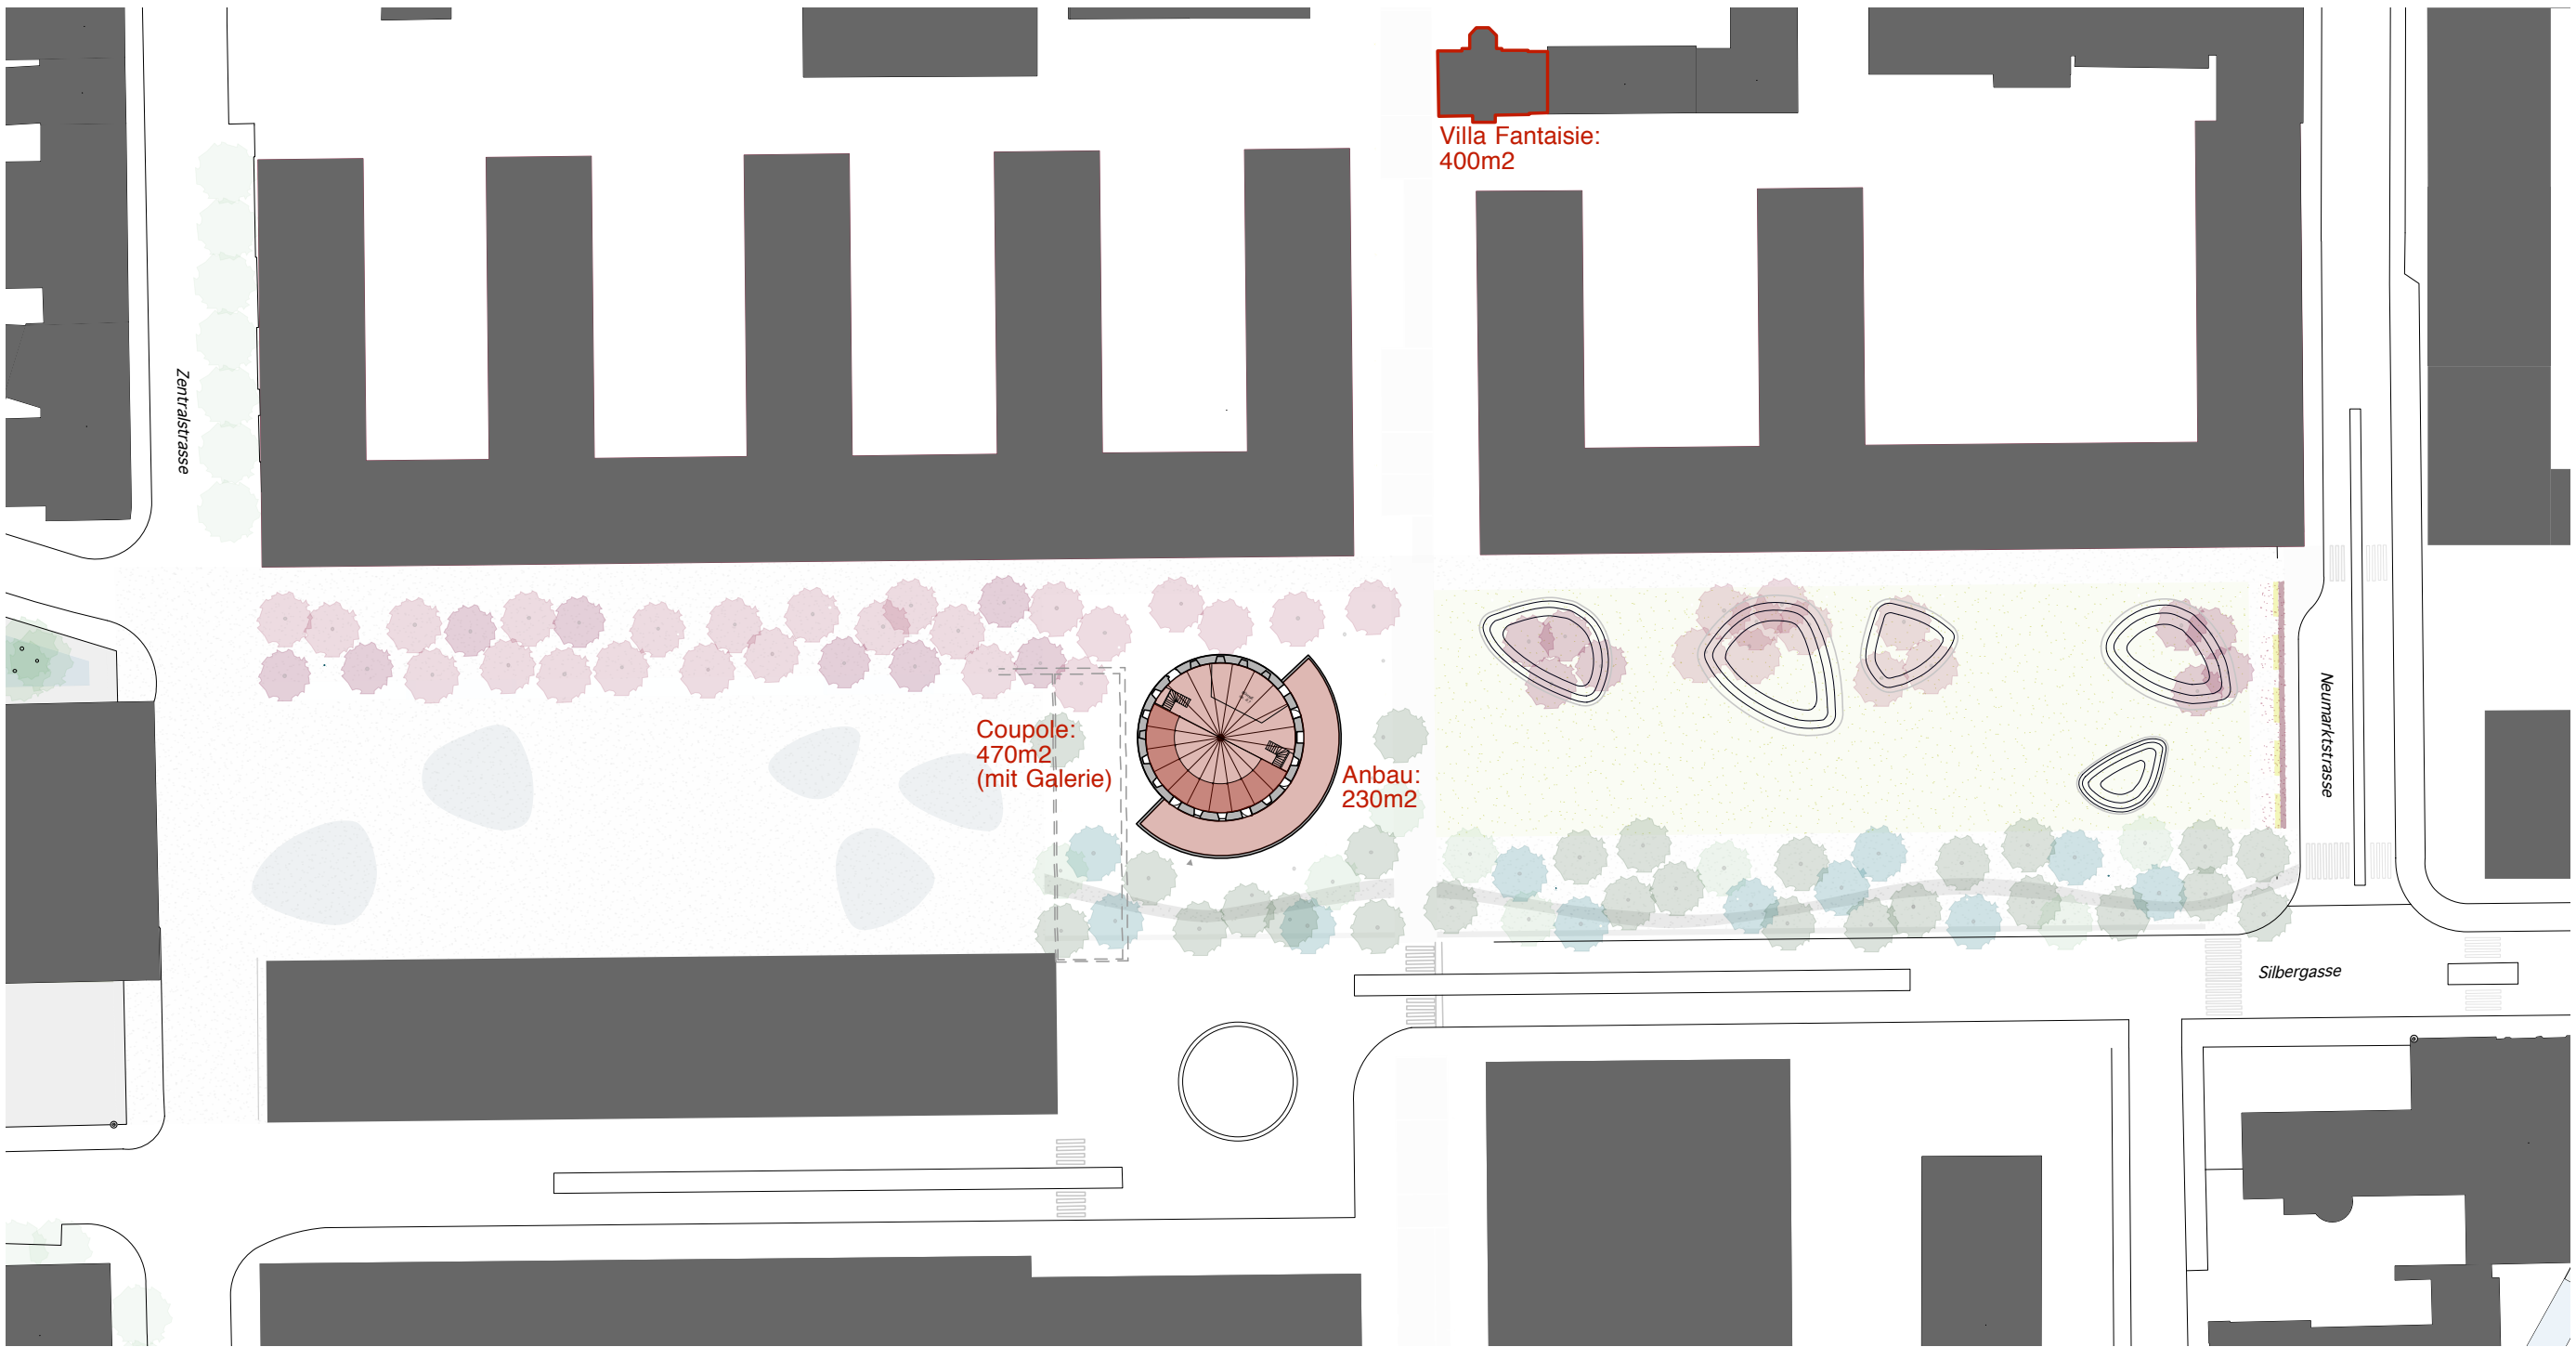 Villa Fantaisie:
400m2
Zentralstrasse
Coupole:
470m2
(mit Galerie)
Anbau:
230m2
Neumarktstrasse
Silbergasse